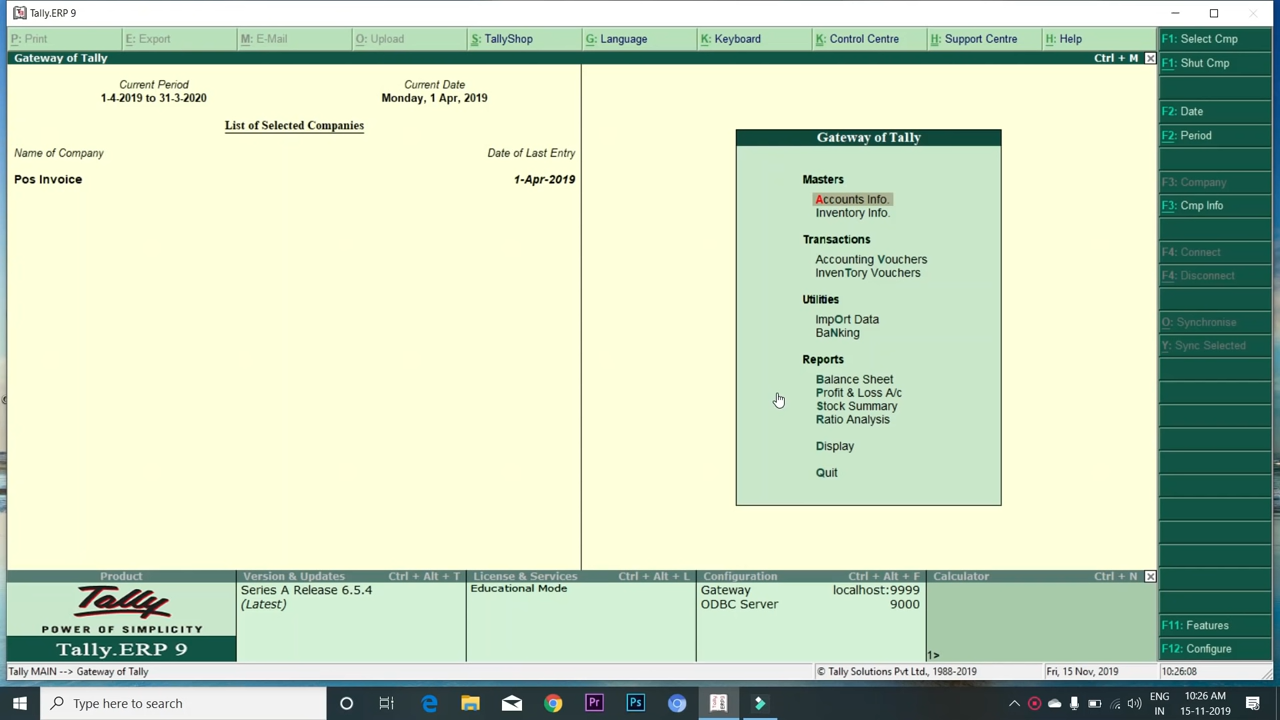 Tally.ERP 9
P: Print
E: Export
M: E-Mail
O: Upload
S: TallyShop
G: Language
K: Keyboard
K: Control Centre
H: Support Centre
H: Help
F1: Select Cmp
F1: Shut Cmp
F2: Date
F2: Period
F3: Company
F3: Cmp Info
F4: Connect
F4: Disconnect
O: Synchronise
Y: Sync Selected
F11: Features
F12: Configure
Gateway of Tally
Ctrl + M
Current Period
1-4-2019 to 31-3-2020
Current Date
Monday, 1 Apr, 2019
List of Selected Companies
Name of Company
Date of Last Entry
Pos Invoice
1-Apr-2019
Gateway of Tally
Masters
Accounts Info.
Inventory Info.
Transactions
Accounting Vouchers
InvenTory Vouchers
Utilities
ImpOrt Data
BaNking
Reports
Balance Sheet
Profit & Loss A/c
Stock Summary
Ratio Analysis
Display
Quit
Product
Tally
POWER OF SIMPLICITY
Tally.ERP 9
Version & Updates
Ctrl + Alt + T
Series A Release 6.5.4
(Latest)
License & Services
Ctrl + Alt + L
Educational Mode
Configuration
Ctrl + Alt + F
Gateway
localhost:9999
ODBC Server
9000
Calculator
Ctrl + N
1>
Tally MAIN --> Gateway of Tally
© Tally Solutions Pvt Ltd., 1988-2019
Fri, 15 Nov, 2019
10:26:08
Type here to search
Pr
Ps
ENG
IN
10:26 AM
15-11-2019